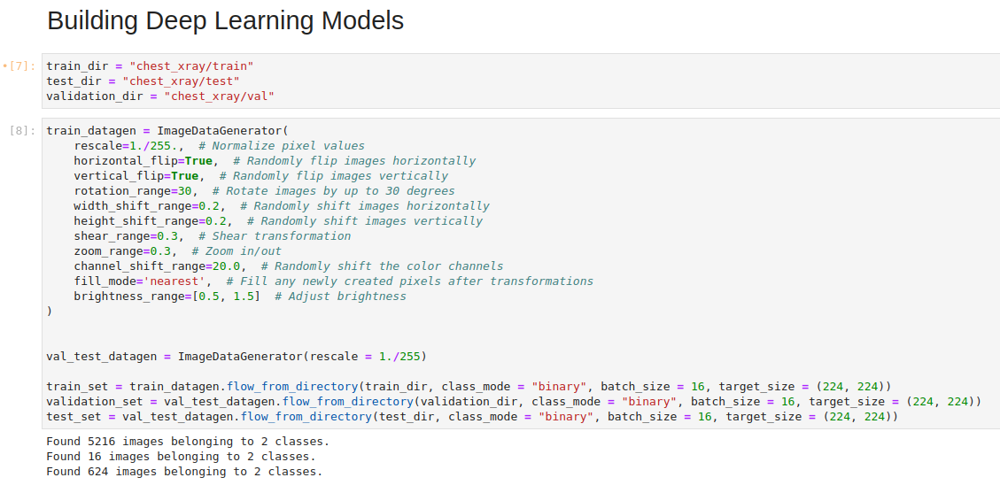 Building Deep Learning Models
•[7]:
train_dir = "chest_xray/train"
test_dir = "chest_xray/test"
validation_dir = "chest_xray/val"
[8]:
train_datagen = ImageDataGenerator(
    rescale=1./255.,  # Normalize pixel values
    horizontal_flip=True,  # Randomly flip images horizontally
    vertical_flip=True,  # Randomly flip images vertically
    rotation_range=30,  # Rotate images by up to 30 degrees
    width_shift_range=0.2,  # Randomly shift images horizontally
    height_shift_range=0.2,  # Randomly shift images vertically
    shear_range=0.3,  # Shear transformation
    zoom_range=0.3,  # Zoom in/out
    channel_shift_range=20.0,  # Randomly shift the color channels
    fill_mode='nearest',  # Fill any newly created pixels after transformations
    brightness_range=[0.5, 1.5]  # Adjust brightness
)
val_test_datagen = ImageDataGenerator(rescale = 1./255)
train_set = train_datagen.flow_from_directory(train_dir, class_mode = "binary", batch_size = 16, target_size = (224, 224))
validation_set = val_test_datagen.flow_from_directory(validation_dir, class_mode = "binary", batch_size = 16, target_size = (224, 224))
test_set = val_test_datagen.flow_from_directory(test_dir, class_mode = "binary", batch_size = 16, target_size = (224, 224))
Found 5216 images belonging to 2 classes.
Found 16 images belonging to 2 classes.
Found 624 images belonging to 2 classes.